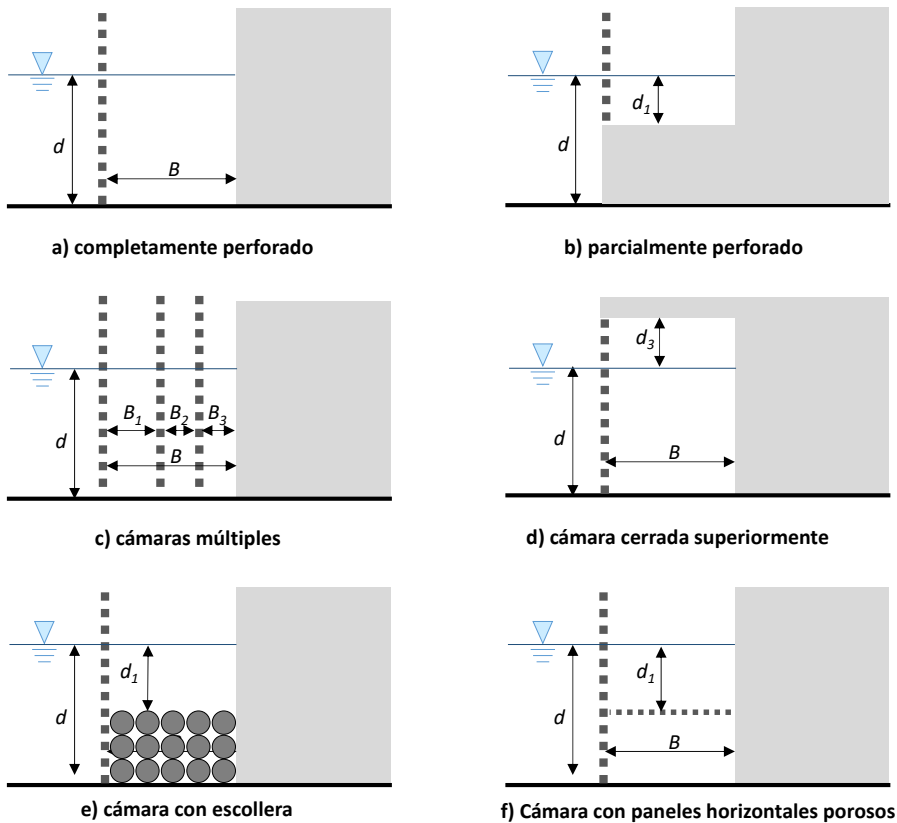 d
B
a) completamente perforado
d
d1
b) parcialmente perforado
d
B1 B2 B3
B
c) cámaras múltiples
d
d3
B
d) cámara cerrada superiormente
d
d1
e) cámara con escollera
d
d1
B
f) Cámara con paneles horizontales porosos